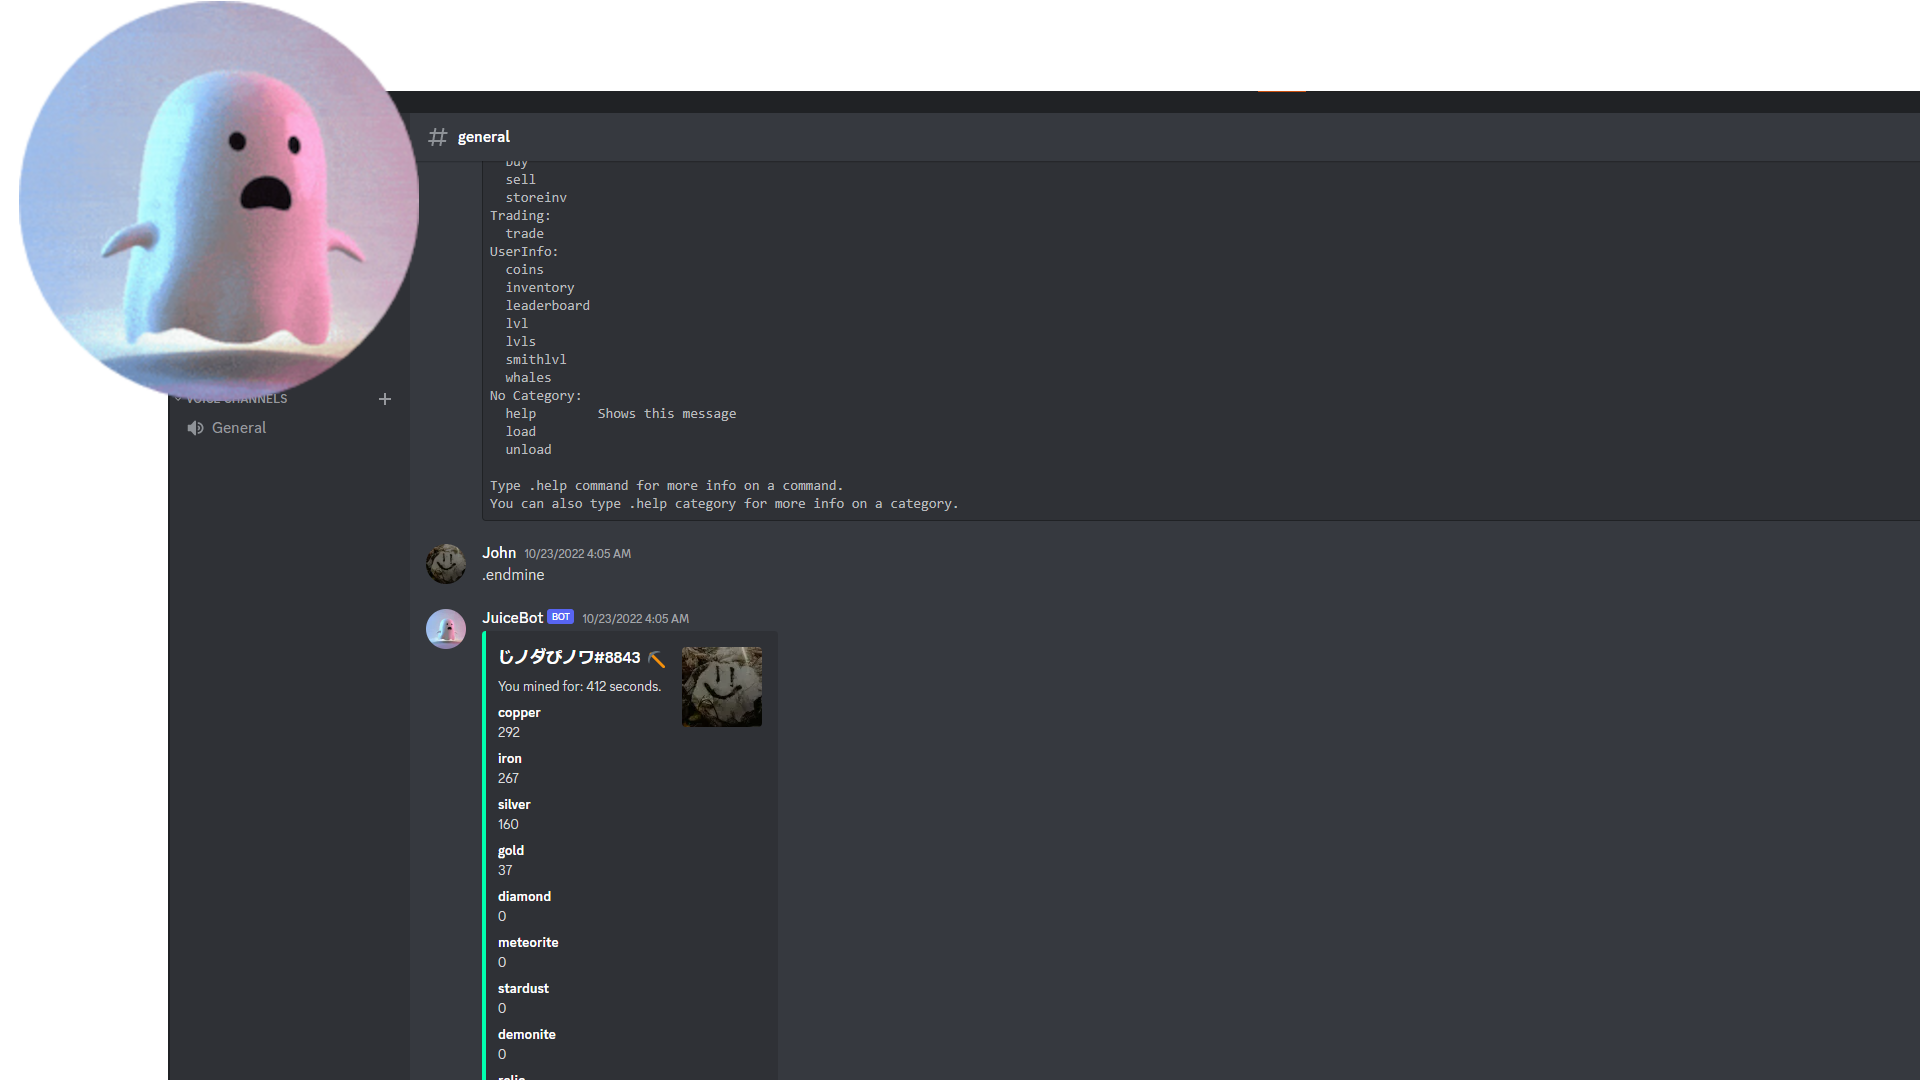 general
buy
sell
storeinv
Trading:
trade
UserInfo:
coins
inventory
leaderboard
lvl
lvls
smithlvl
whales
No Category:
help Shows this message
load
unload
Type .help command for more info on a command.
You can also type .help category for more info on a category.
VOICE CHANNELS
General
John 10/23/2022 4:05 AM
.endmine
JuiceBot BOT 10/23/2022 4:05 AM
じノダぴノワ#8843
You mined for: 412 seconds.
copper
292
iron
267
silver
160
gold
37
diamond
0
meteorite
0
stardust
0
demonite
0